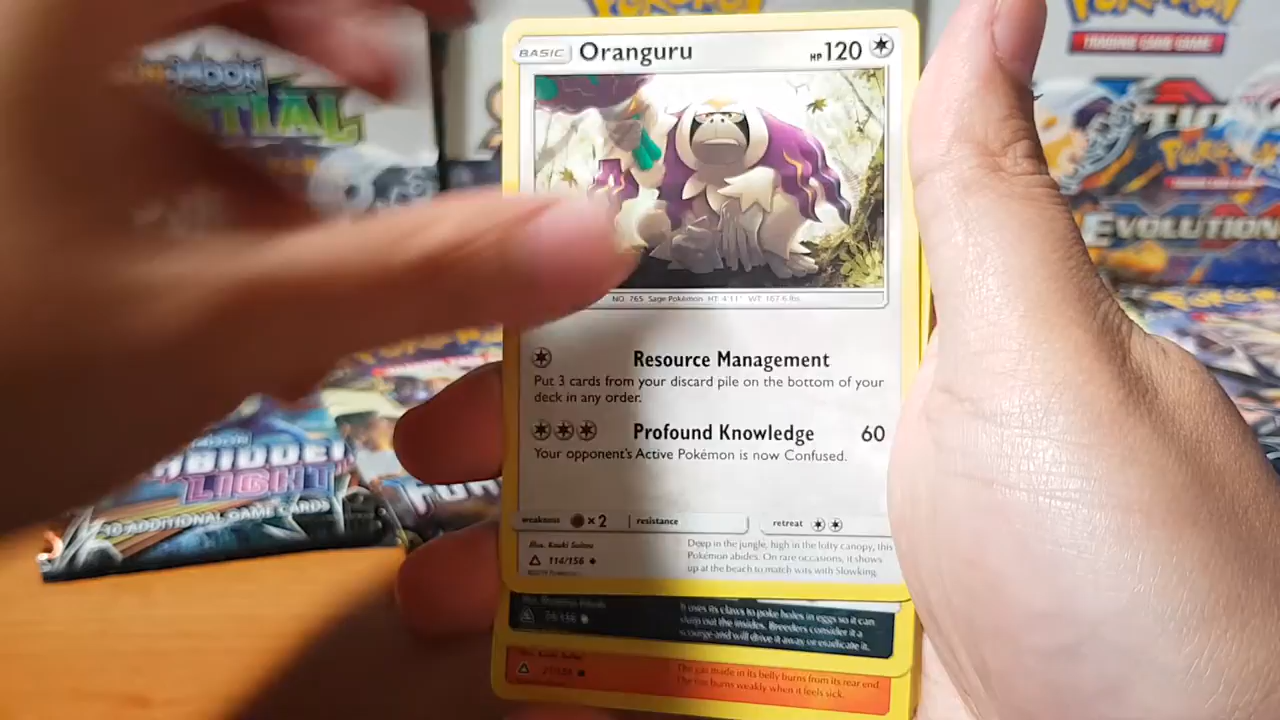 BASIC Oranguru HP 120
NO. 765 Sage Pokémon HT: 4'11" WT: 167.6 lbs.
Resource Management
Put 3 cards from your discard pile on the bottom of your
deck in any order.
Profound Knowledge 60
Your opponent's Active Pokémon is now Confused.
weakness ×2 resistance retreat
Illus. Kouki Saitou
114/156
Deep in the jungle, high in the lofty canopy, this
Pokémon abides. On rare occasions, it shows
up at the beach to match wits with Slowking.
It uses its claws to poke holes in eggs so it can
slurp out the insides. Breeders consider it a
scourge and will drive it away or eradicate it.
The gas made in its belly burns from its rear end.
The fire burns weakly when it feels sick.
MOON
TRADING CARD GAME
EVOLUTION
LIGHT
10 ADDITIONAL GAME CARDS